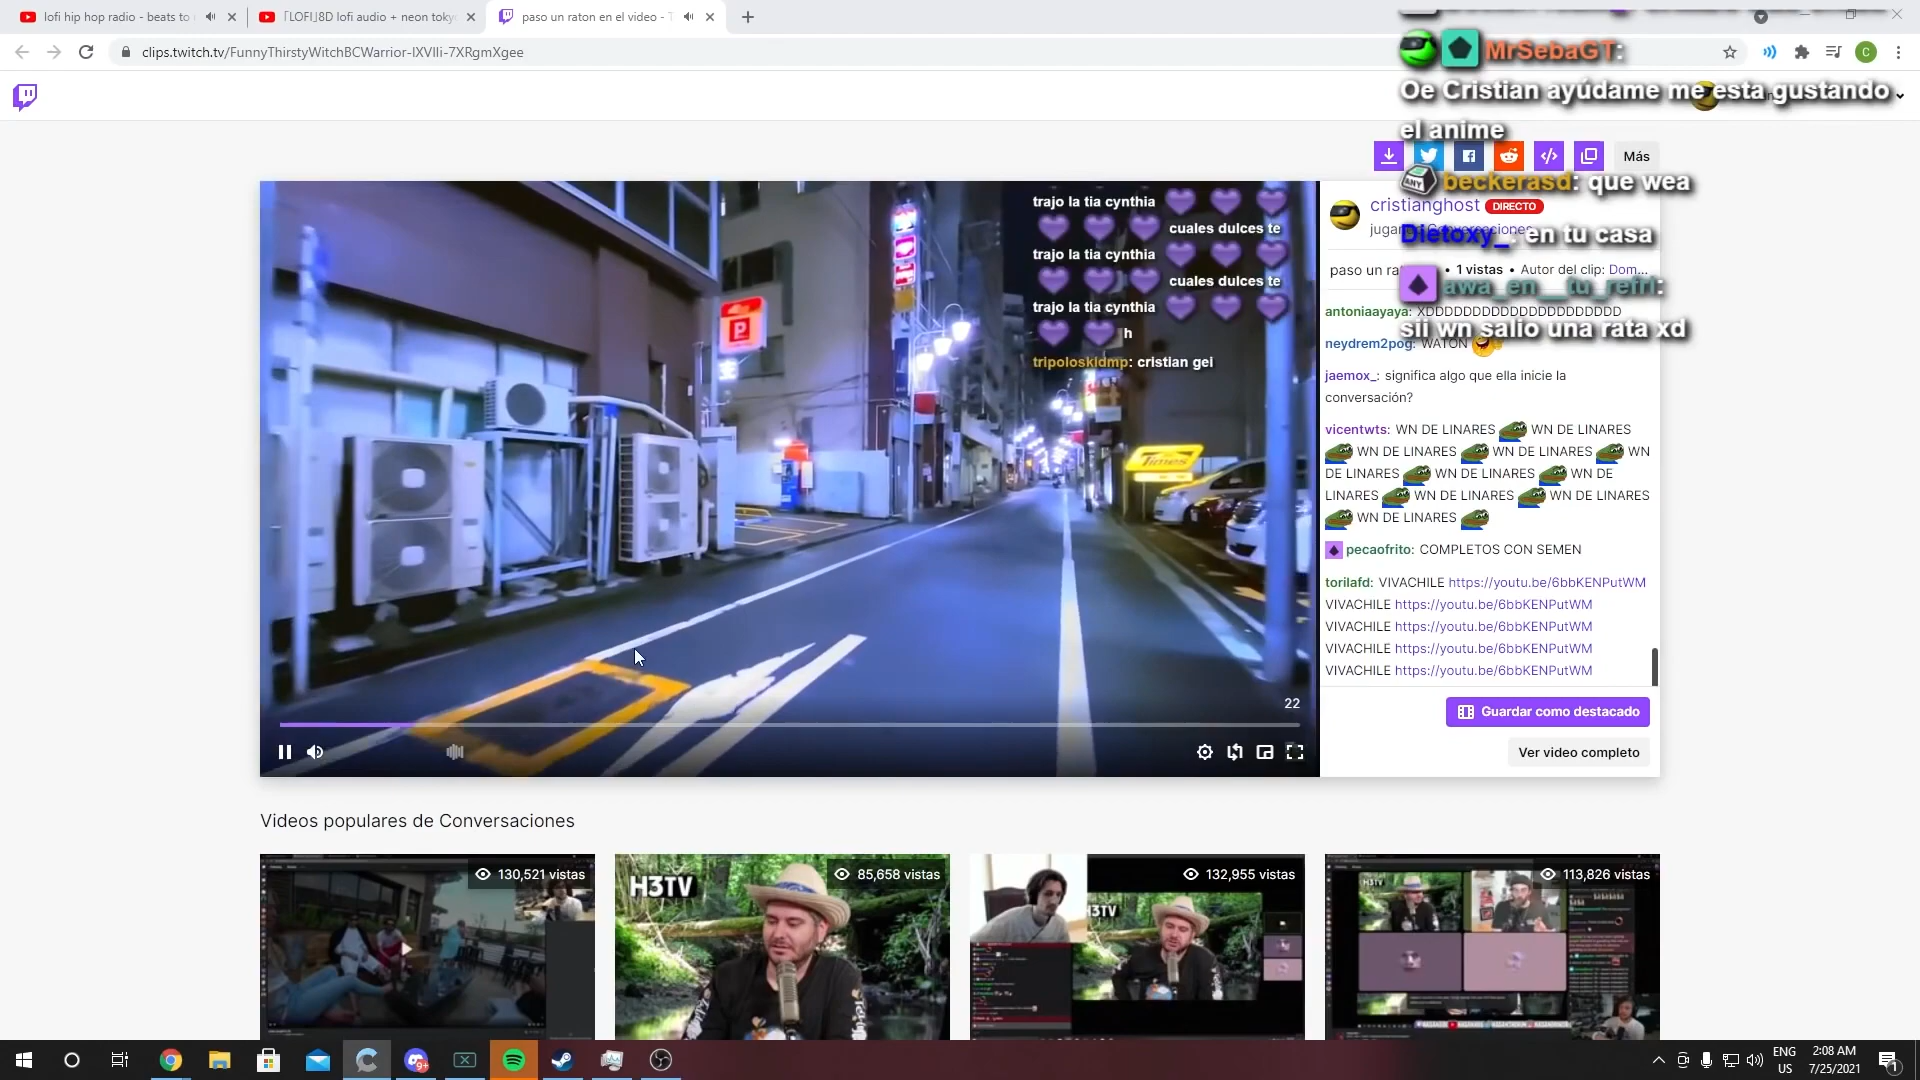 lofi hip hop radio - beats to
「LOFI」8D lofi audio + neon toky
paso un raton en el video - T
clips.twitch.tv/FunnyThirstyWitchBCWarrior-lXVIIi-7XRgmXgee
C
MrSebaGT:
Oe Cristian ayúdame me esta gustando
el anime
Más
ANY
beckerasd: que wea
Dietoxy_: en tu casa
awa_en__tu_refri:
sii wn salio una rata xd
trajo la tia cynthia
cuales dulces te
trajo la tia cynthia
cuales dulces te
trajo la tia cynthia
h
tripoloskidmp: cristian gei
P
Times
22
cristianghost DIRECTO
Conversaciones
paso un ra
• 1 vistas • Autor del clip: Dom...
antoniaayaya: XDDDDDDDDDDDDDDDDDDDDDD
neydrem2pog: WATON
jaemox_: significa algo que ella inicie la
conversación?
vicentwts: WN DE LINARES WN DE LINARES
WN DE LINARES WN DE LINARES WN
DE LINARES WN DE LINARES WN DE
LINARES WN DE LINARES WN DE LINARES
WN DE LINARES
pecaofrito: COMPLETOS CON SEMEN
torilafd: VIVACHILE https://youtu.be/6bbKENPutWM
VIVACHILE https://youtu.be/6bbKENPutWM
VIVACHILE https://youtu.be/6bbKENPutWM
VIVACHILE https://youtu.be/6bbKENPutWM
VIVACHILE https://youtu.be/6bbKENPutWM
Guardar como destacado
Ver video completo
Videos populares de Conversaciones
130,521 vistas
H3TV
85,658 vistas
132,955 vistas
H3TV
113,826 vistas
H3TV
9+
ENG
US
2:08 AM
7/25/2021
1